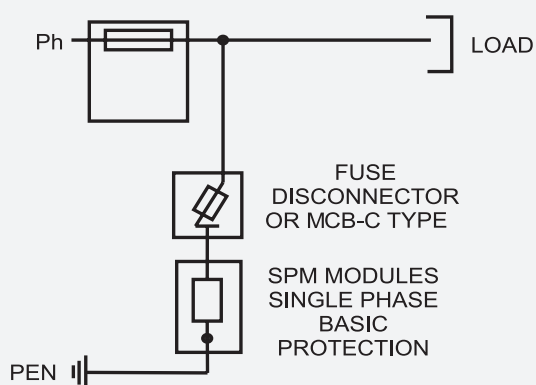 Ph
LOAD
FUSE
DISCONNECTOR
OR MCB-C TYPE
SPM MODULES
SINGLE PHASE
BASIC
PROTECTION
PEN